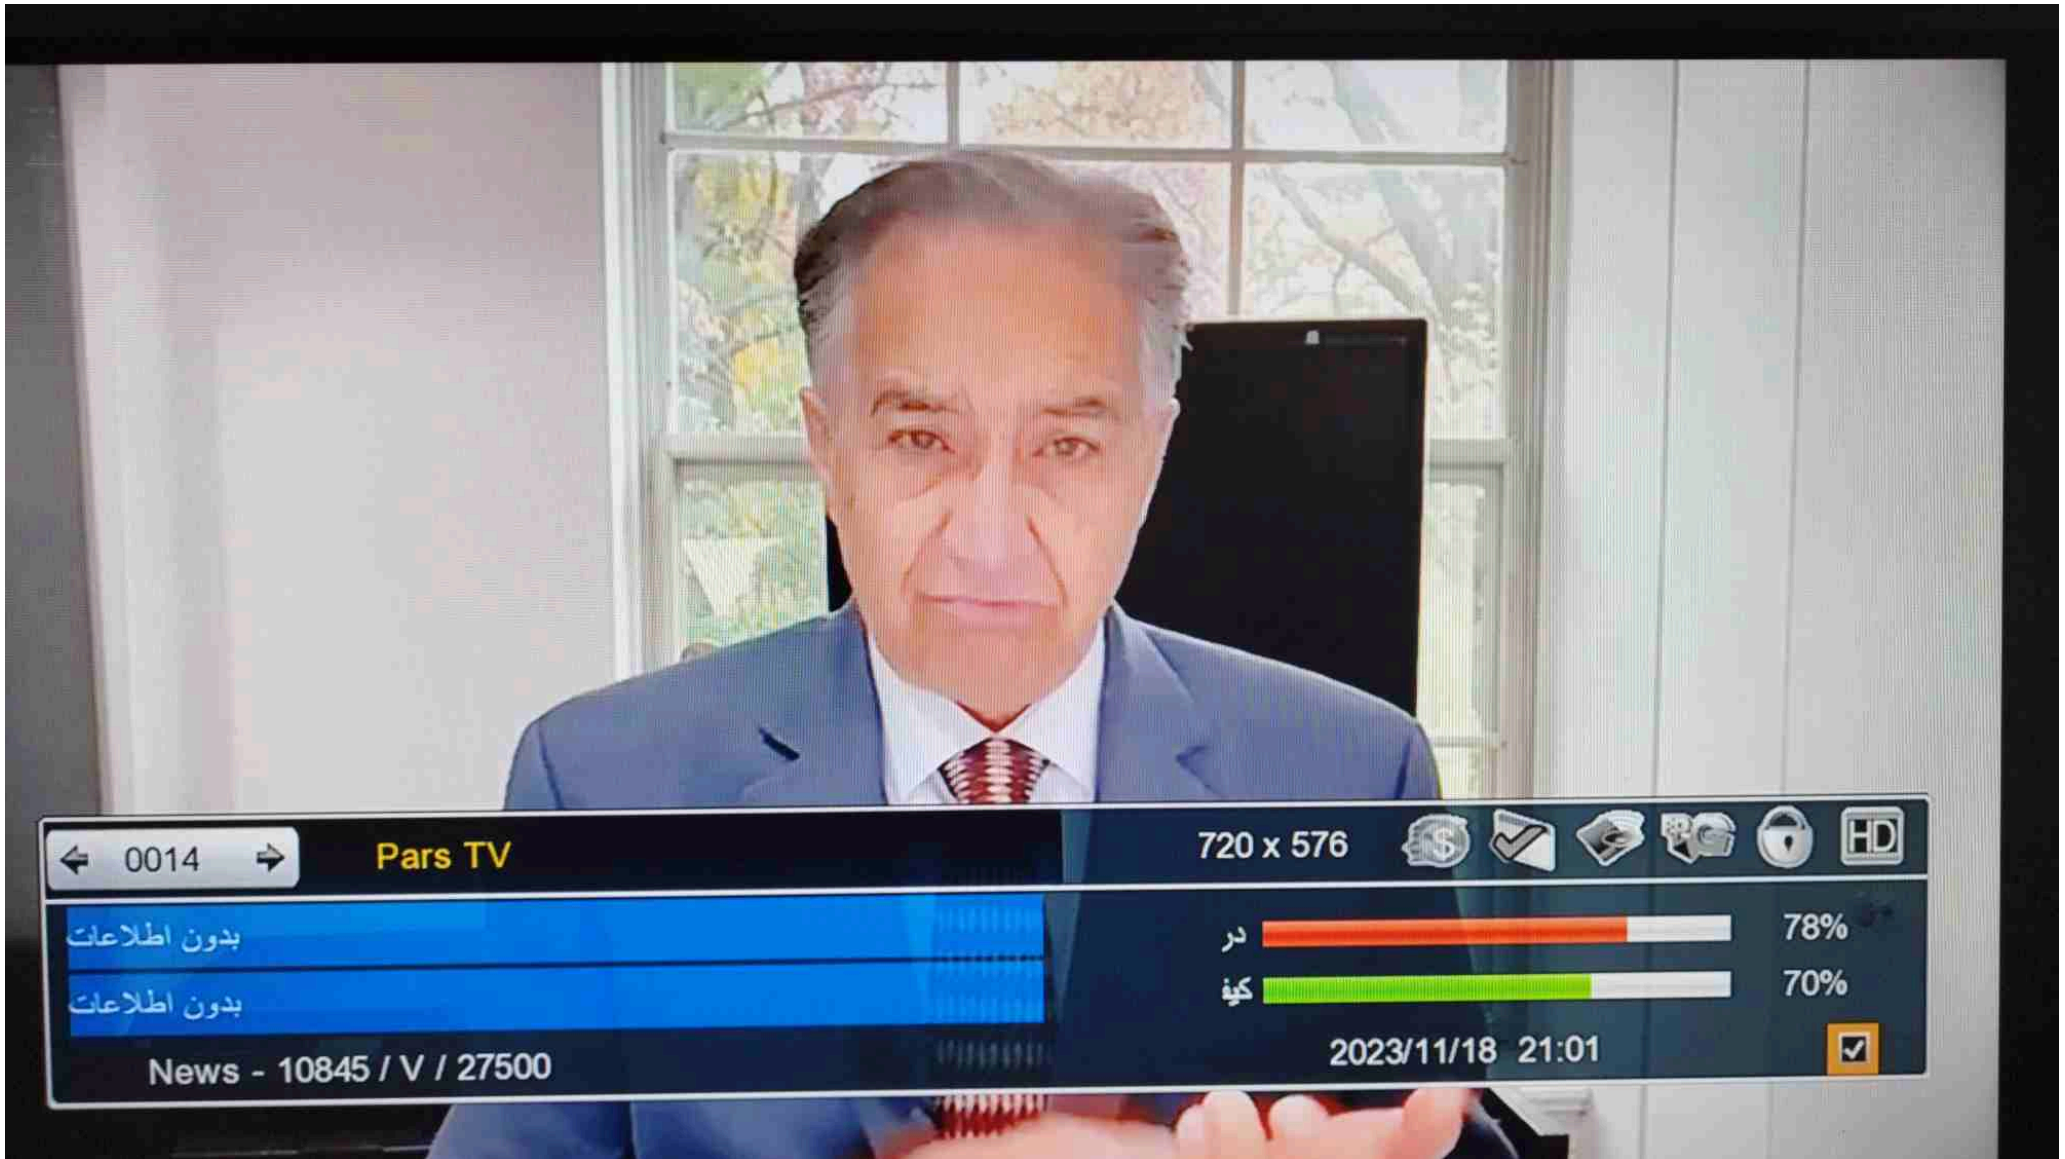 0014
Pars TV
720 x 576
HD
بدون اطلاعات
در
78%
بدون اطلاعات
کیف
70%
News - 10845 / V / 27500
2023/11/18 21:01